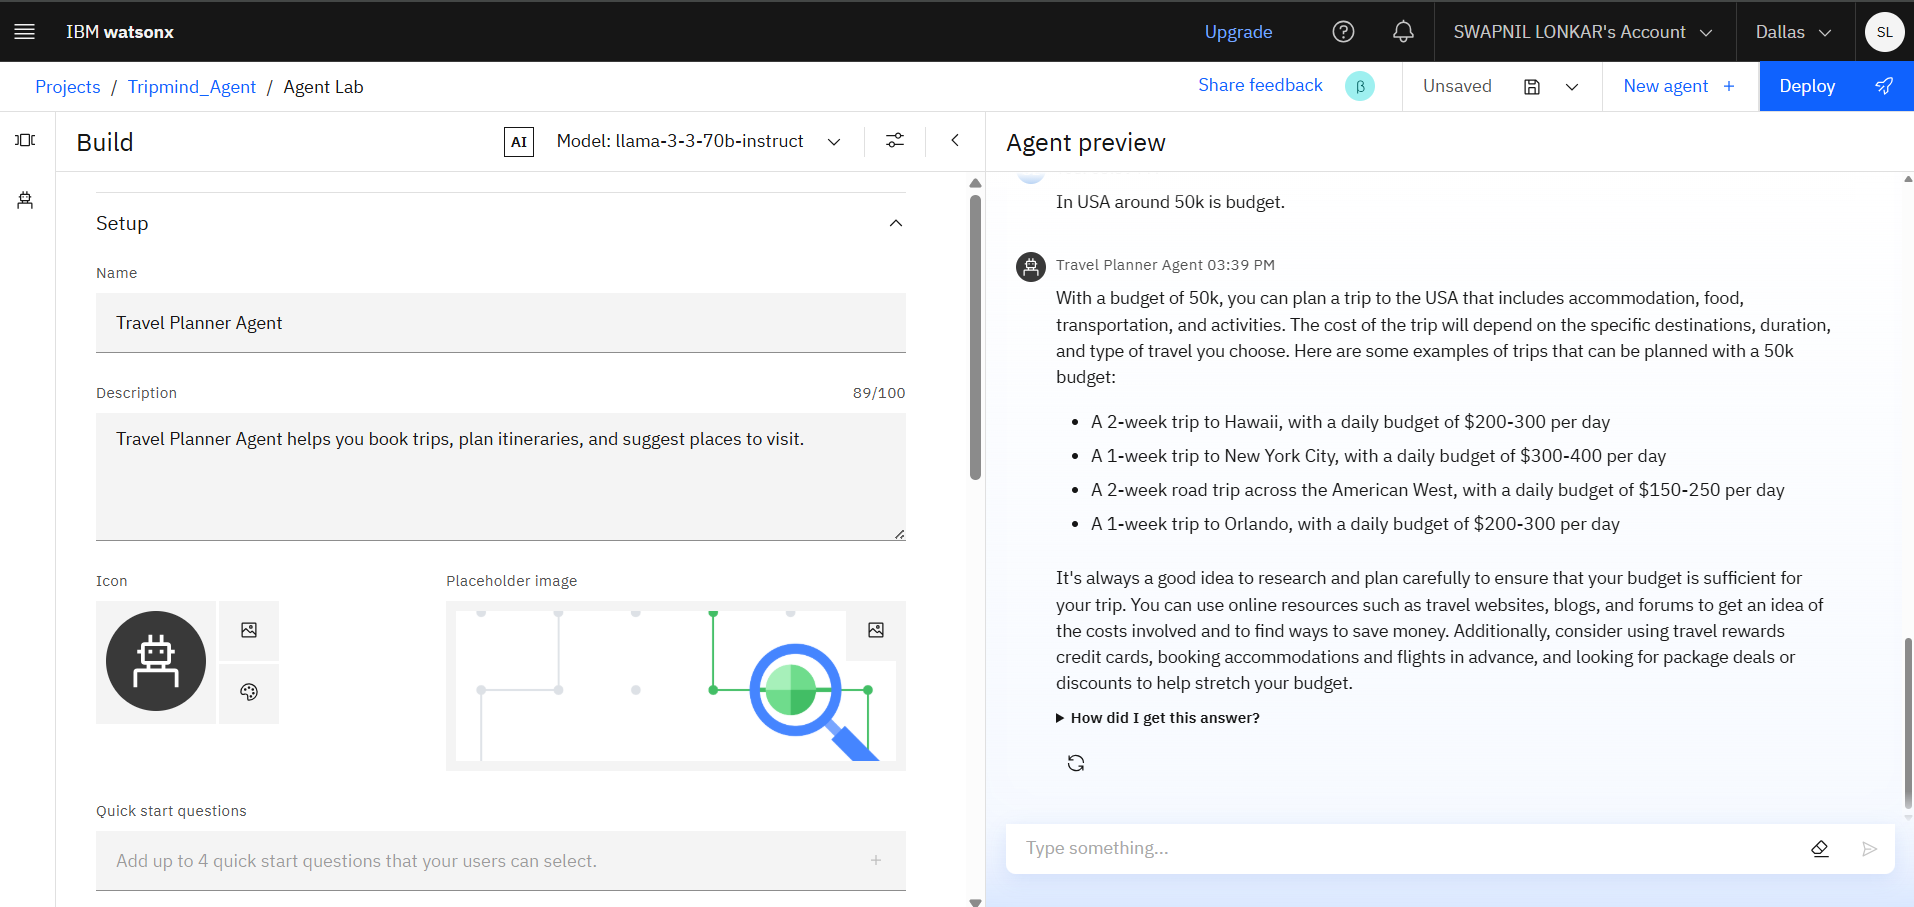 IBM watsonx
Upgrade
SWAPNIL LONKAR's Account
Dallas
SL
Projects / Tripmind_Agent / Agent Lab
Share feedback
β
Unsaved
New agent +
Deploy
Build
AI
Model: llama-3-3-70b-instruct
Setup
Name
Travel Planner Agent
Description
89/100
Travel Planner Agent helps you book trips, plan itineraries, and suggest places to visit.
Icon
Placeholder image
Quick start questions
Add up to 4 quick start questions that your users can select.
Agent preview
In USA around 50k is budget.
Travel Planner Agent 03:39 PM
With a budget of 50k, you can plan a trip to the USA that includes accommodation, food,
transportation, and activities. The cost of the trip will depend on the specific destinations, duration,
and type of travel you choose. Here are some examples of trips that can be planned with a 50k
budget:
• A 2-week trip to Hawaii, with a daily budget of $200-300 per day
• A 1-week trip to New York City, with a daily budget of $300-400 per day
• A 2-week road trip across the American West, with a daily budget of $150-250 per day
• A 1-week trip to Orlando, with a daily budget of $200-300 per day
It's always a good idea to research and plan carefully to ensure that your budget is sufficient for
your trip. You can use online resources such as travel websites, blogs, and forums to get an idea of
the costs involved and to find ways to save money. Additionally, consider using travel rewards
credit cards, booking accommodations and flights in advance, and looking for package deals or
discounts to help stretch your budget.
How did I get this answer?
Type something...